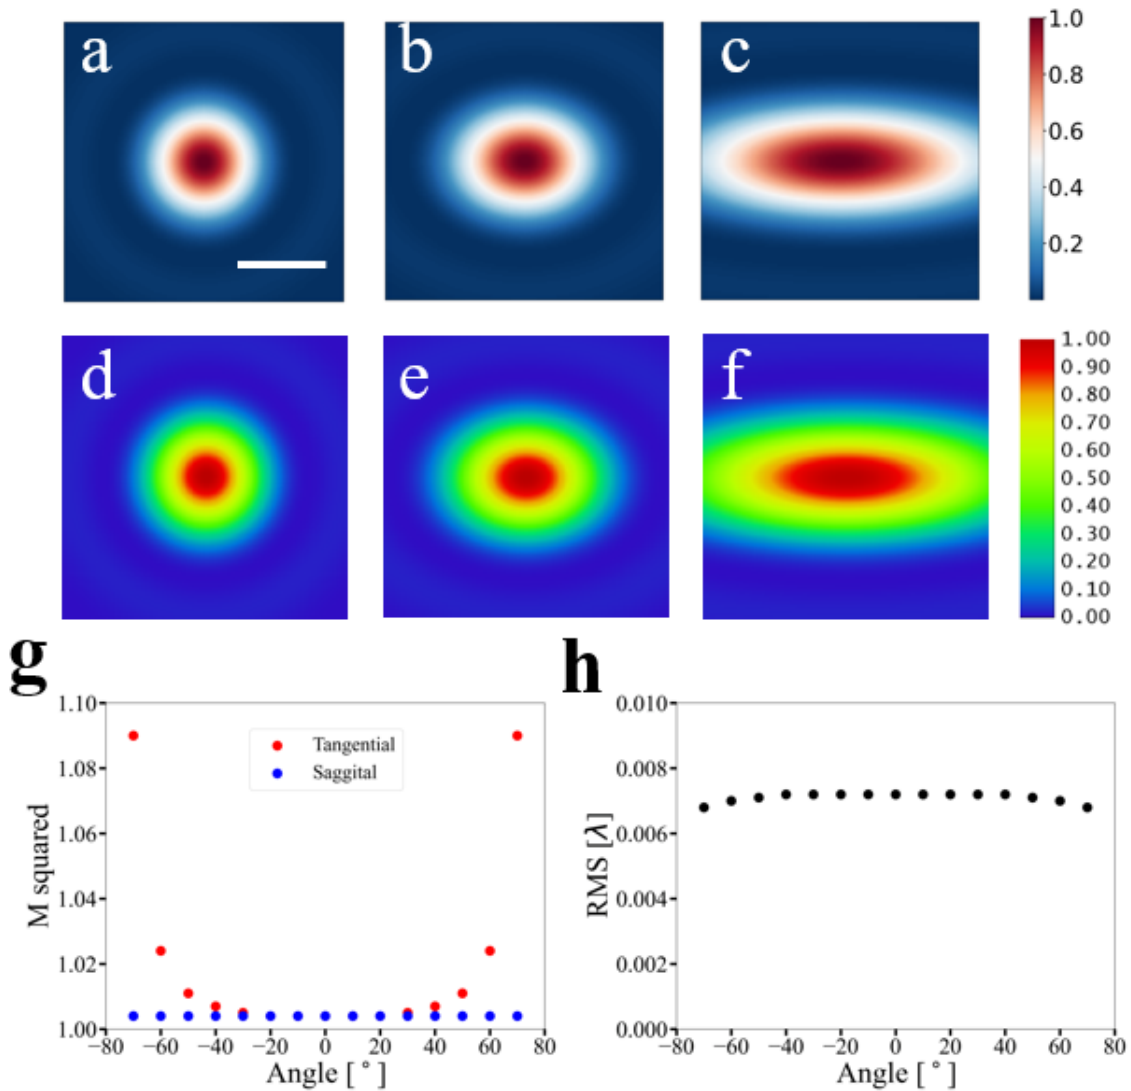 a
b
c
1.0
0.8
0.6
0.4
0.2
d
e
f
1.00
0.90
0.80
0.70
0.60
0.50
0.40
0.30
0.20
0.10
0.00
g
M squared
1.10
1.08
1.06
1.04
1.02
1.00
Tangential
Saggital
−80 −60 −40 −20 0 20 40 60 80
Angle [ ° ]
h
RMS [λ]
0.010
0.008
0.006
0.004
0.002
0.000
−80 −60 −40 −20 0 20 40 60 80
Angle [ ° ]